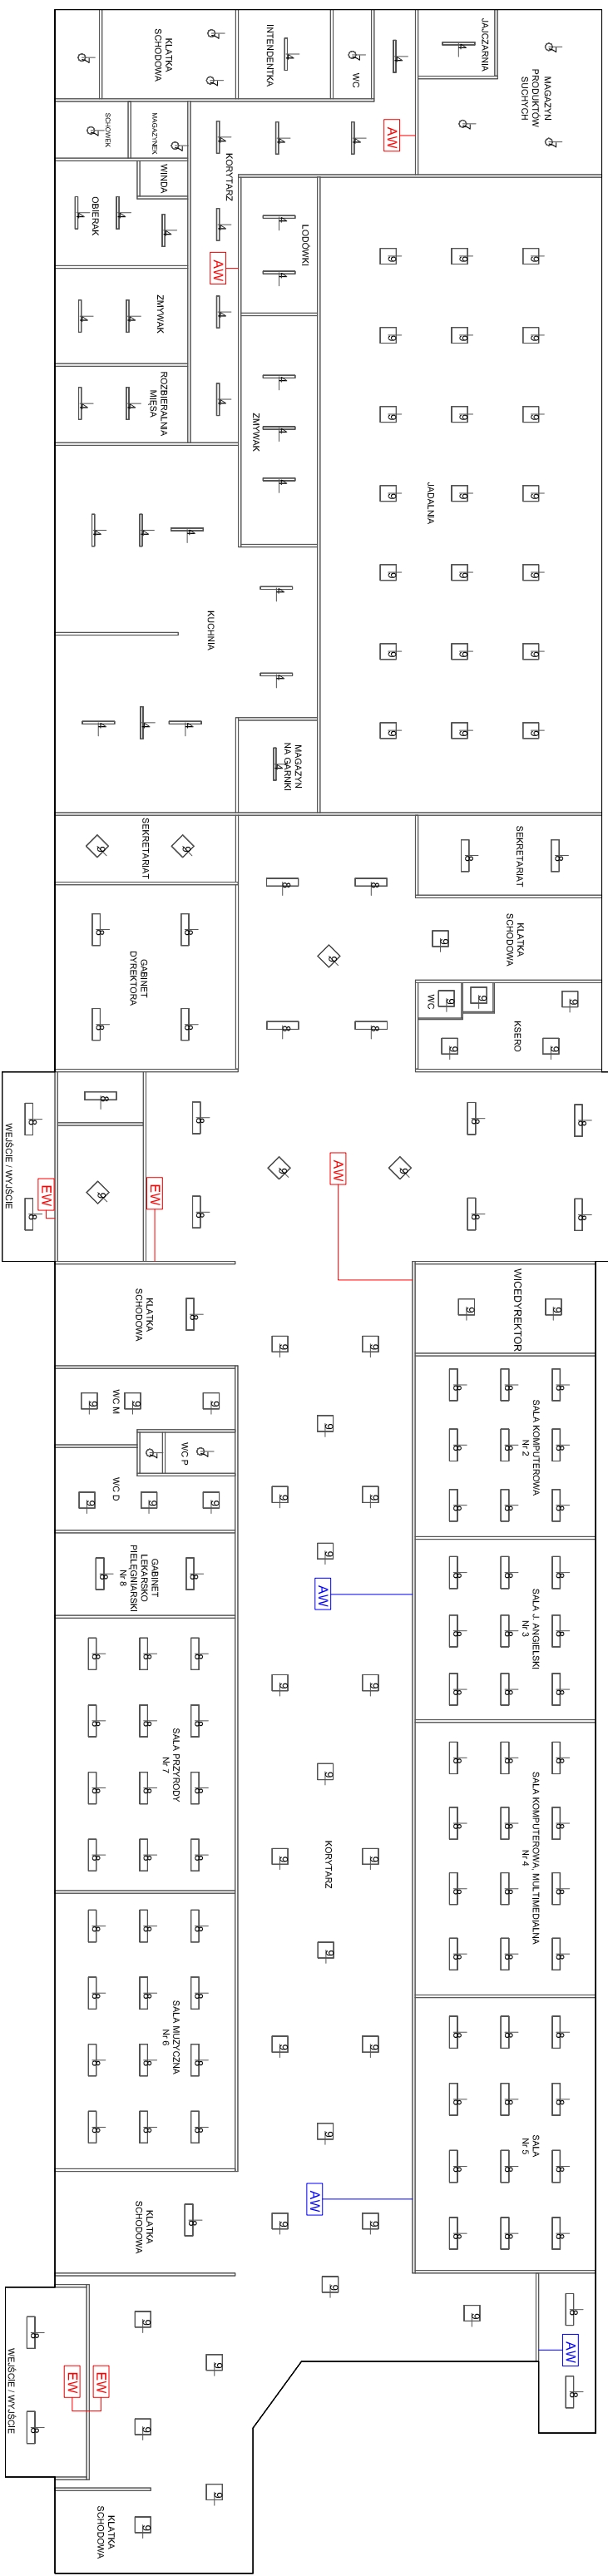 JAJCZARNIA
MAGAZYN
PRODUKTÓW
SUCHYCH
WC
INTENDENTKA
KLATKA
SCHODOWA
AW
MAGAZYNEK
SCHOWEK
KORYTARZ
WINDA
OBIERAK
AW
LODÓWKI
ZMYWAK
ROZBIERALNIA
MIĘSA
ZMYWAK
JADALNIA
KUCHNIA
MAGAZYN
NA GARNKI
SEKRETARIAT
SEKRETARIAT
KLATKA
SCHODOWA
GABINET
DYREKTORA
WC
KSERO
WEJŚCIE / WYJŚCIE
EW
EW
AW
WICEDYREKTOR
KLATKA
SCHODOWA
WC M
WC P
WC D
SALA KOMPUTEROWA
Nr 2
GABINET
LEKARSKO
PIELĘGNIARSKI
Nr 8
AW
SALA J. ANGIELSKI
Nr 3
SALA PRZYRODY
Nr 7
SALA KOMPUTEROWA, MULTIMEDIALNA
Nr 4
KORYTARZ
SALA MUZYCZNA
Nr 6
SALA
Nr 5
AW
KLATKA
SCHODOWA
AW
EW
EW
WEJŚCIE / WYJŚCIE
KLATKA
SCHODOWA